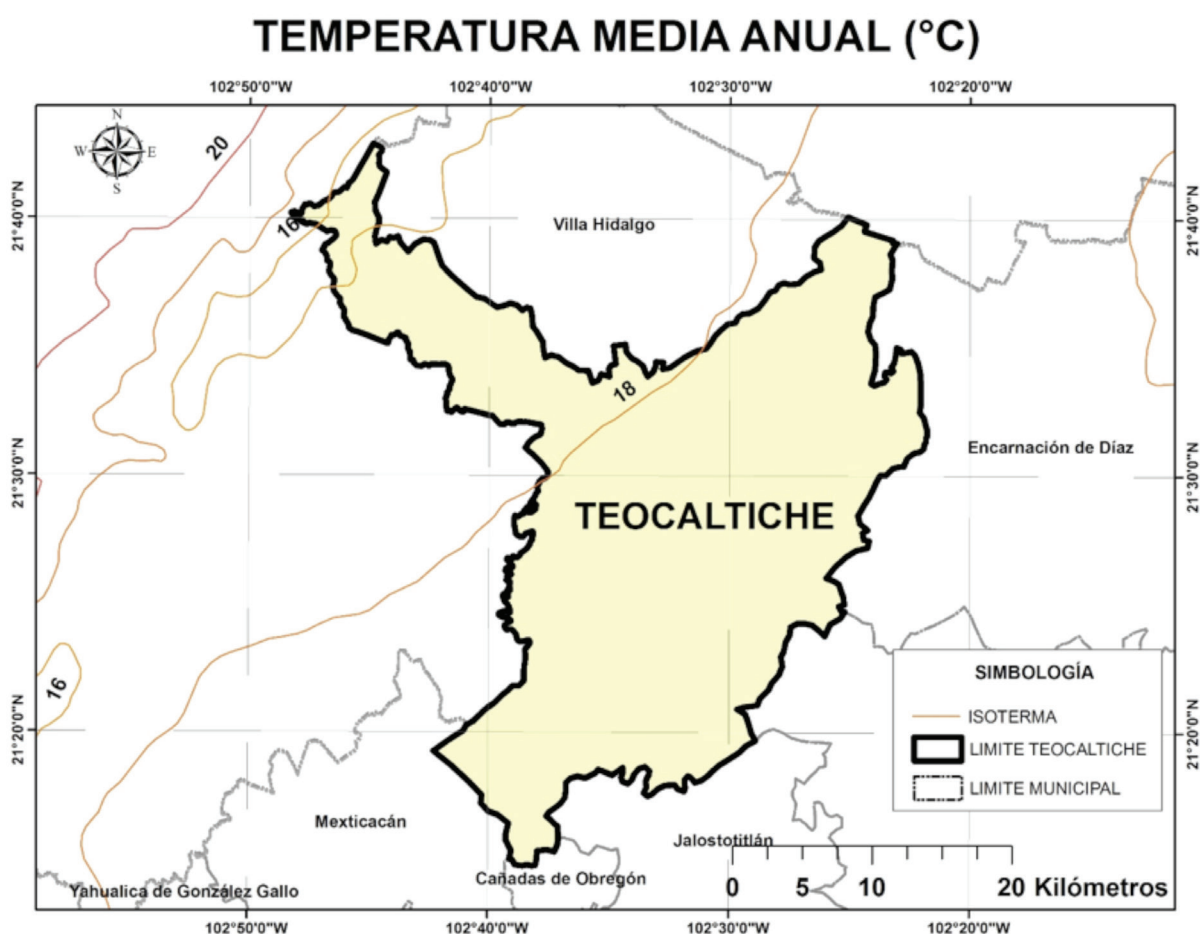 TEMPERATURA MEDIA ANUAL (°C)
102°50'0"W 102°40'0"W 102°30'0"W 102°20'0"W
N
W E
S
20
21°40'0"N
21°40'0"N
16
Villa Hidalgo
18
Encarnación de Díaz
21°30'0"N
21°30'0"N
TEOCALTICHE
16
SIMBOLOGÍA
ISOTERMA
LIMITE TEOCALTICHE
LIMITE MUNICIPAL
21°20'0"N
21°20'0"N
Mexticacán
Jalostotitlán
Yahualica de González Gallo
Cañadas de Obregón
0 5 10 20 Kilómetros
102°50'0"W 102°40'0"W 102°30'0"W 102°20'0"W